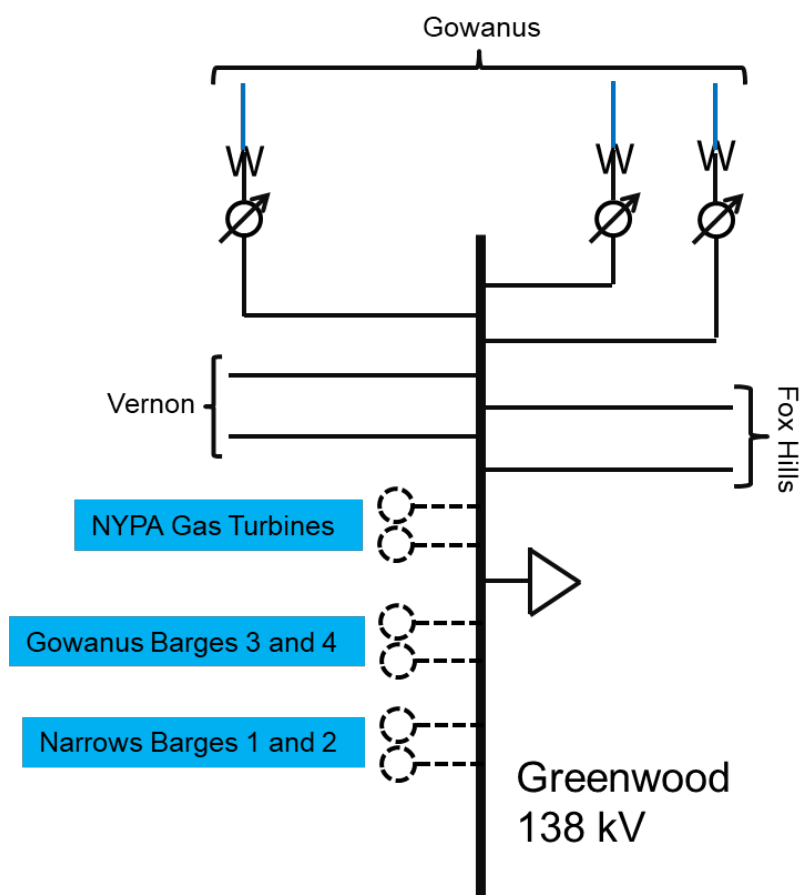 Gowanus
Vernon
Fox Hills
NYPA Gas Turbines
Gowanus Barges 3 and 4
Narrows Barges 1 and 2
Greenwood
138 kV